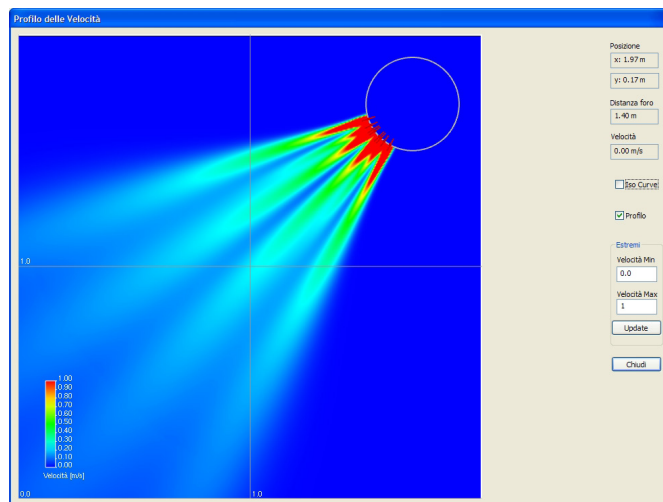 Profilo delle Velocità
Posizione
x: 1.97 m
y: 0.17 m
Distanza foro
1.40 m
Velocità
0.00 m/s
Iso Curve
Profilo
Estremi
Velocità Min
0.0
Velocità Max
1
Update
Chiudi
1.0
1.00
0.90
0.80
0.70
0.60
0.50
0.40
0.30
0.20
0.10
0.00
Velocità [m/s]
0.0
1.0